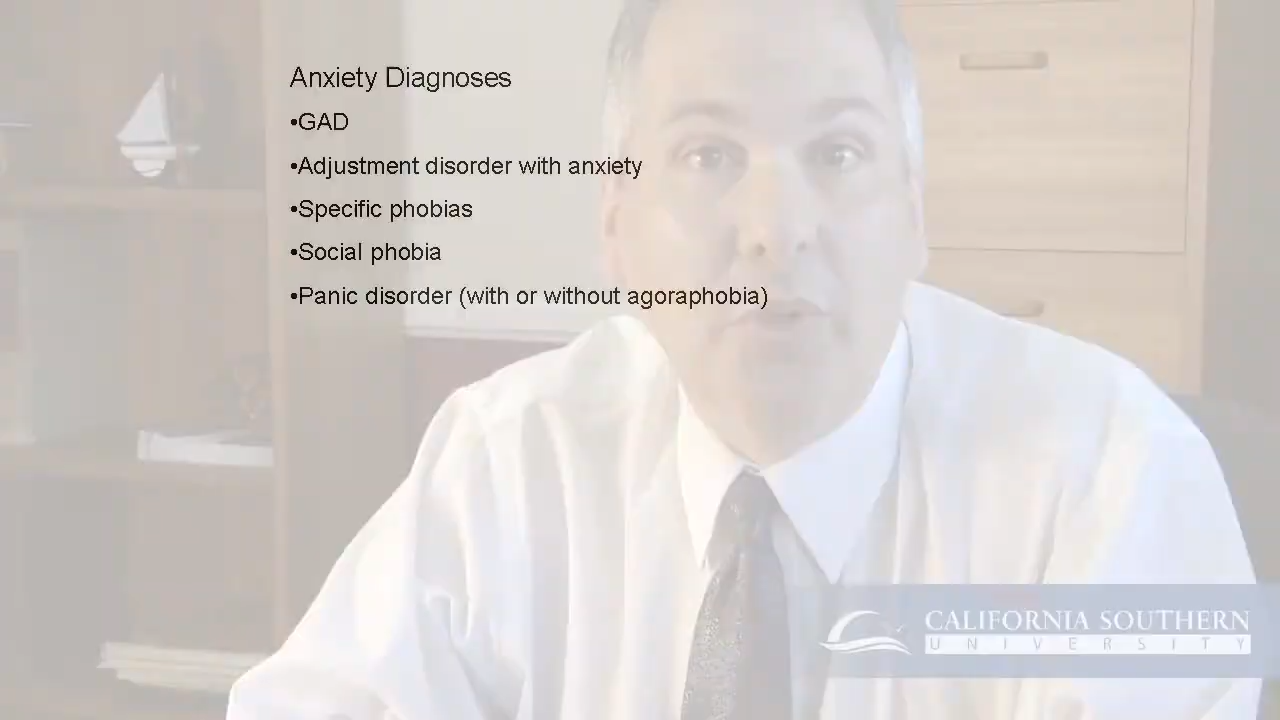 Anxiety Diagnoses
•GAD
•Adjustment disorder with anxiety
•Specific phobias
•Social phobia
•Panic disorder (with or without agoraphobia)
CALIFORNIA SOUTHERN
UNIVERSITY